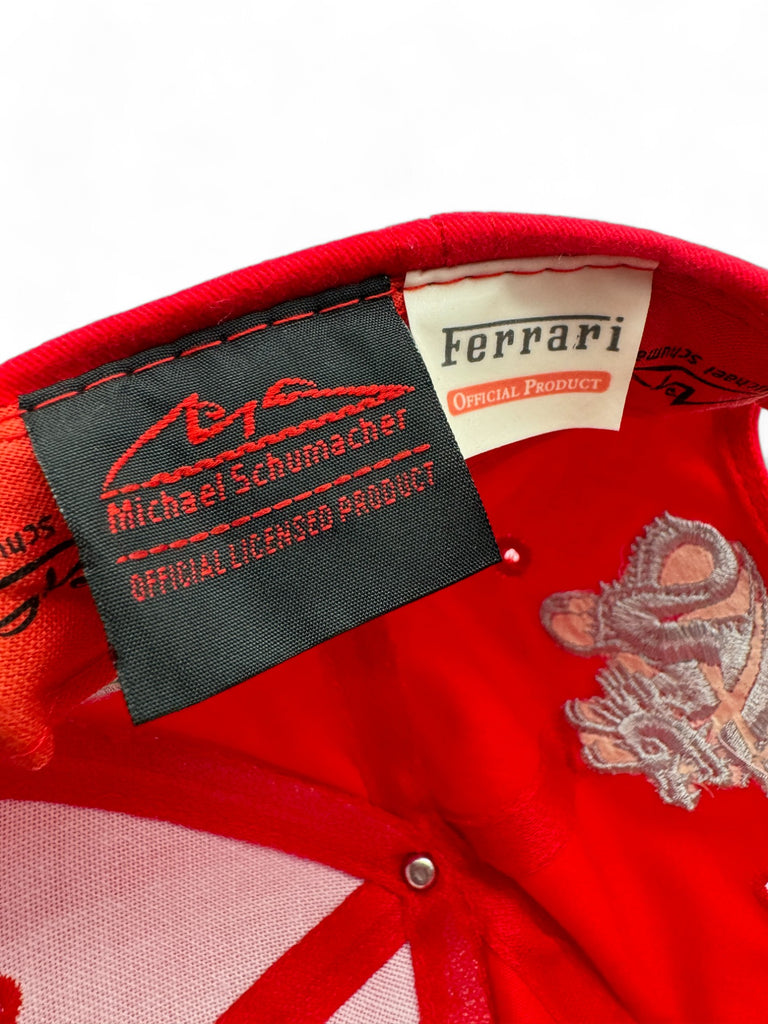 Michael Schumacher
OFFICIAL LICENSED PRODUCT
Ferrari
OFFICIAL PRODUCT